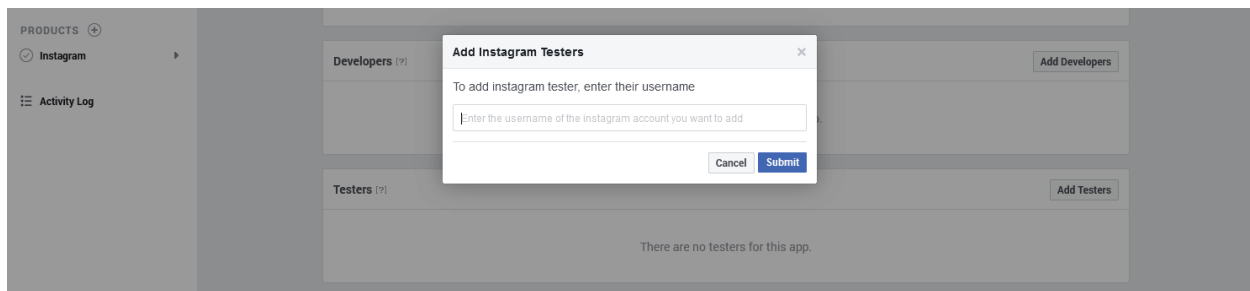 PRODUCTS
Instagram
Activity Log
Developers [?]
Add Developers
Add Instagram Testers
To add instagram tester, enter their username
Enter the username of the instagram account you want to add
Cancel
Submit
Testers [?]
Add Testers
There are no testers for this app.